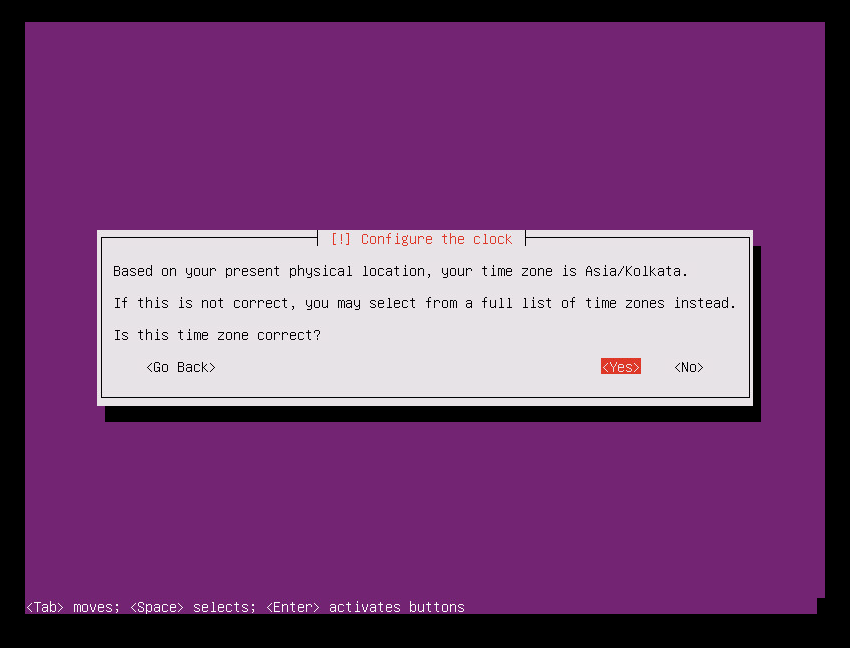 [!] Configure the clock
Based on your present physical location, your time zone is Asia/Kolkata.
If this is not correct, you may select from a full list of time zones instead.
Is this time zone correct?
<Go Back> <Yes> <No>
<Tab> moves; <Space> selects; <Enter> activates buttons